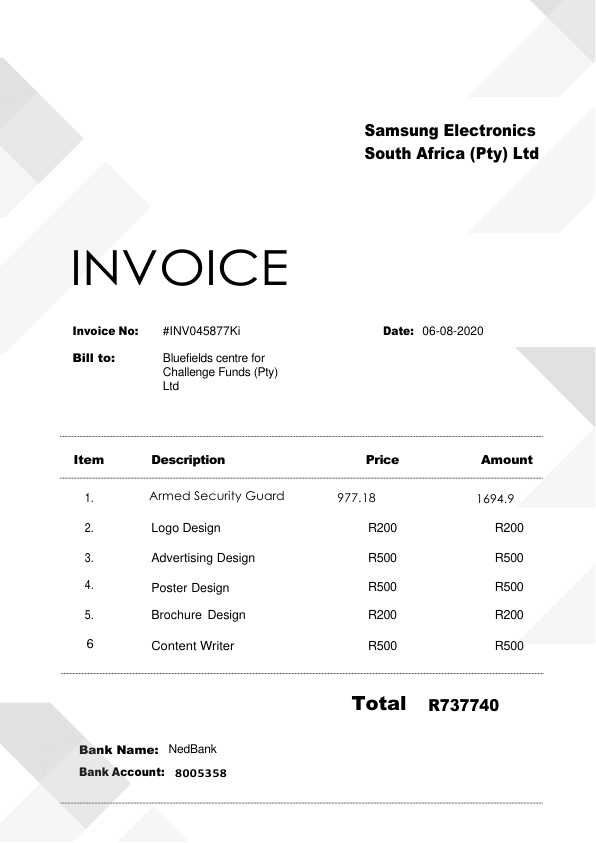 Samsung Electronics
South Africa (Pty) Ltd
INVOICE
Invoice No: #INV045877Ki Date: 06-08-2020
Bill to: Bluefields centre for
Challenge Funds (Pty)
Ltd
Item Description Price Amount
1. Armed Security Guard 977.18 1694.9
2. Logo Design R200 R200
3. Advertising Design R500 R500
4. Poster Design R500 R500
5. Brochure Design R200 R200
6 Content Writer R500 R500
Total R737740
Bank Name: NedBank
Bank Account: 8005358